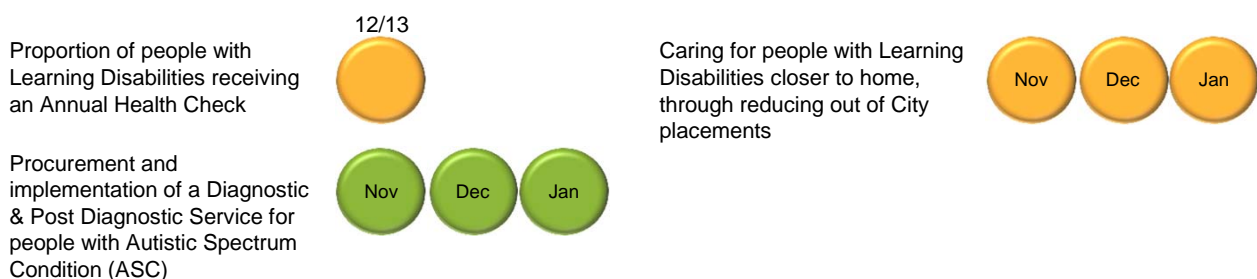 12/13
Proportion of people with
Learning Disabilities receiving
an Annual Health Check
Caring for people with Learning
Disabilities closer to home,
through reducing out of City
placements
Nov Dec Jan
Procurement and
implementation of a Diagnostic
& Post Diagnostic Service for
people with Autistic Spectrum
Condition (ASC)
Nov Dec Jan